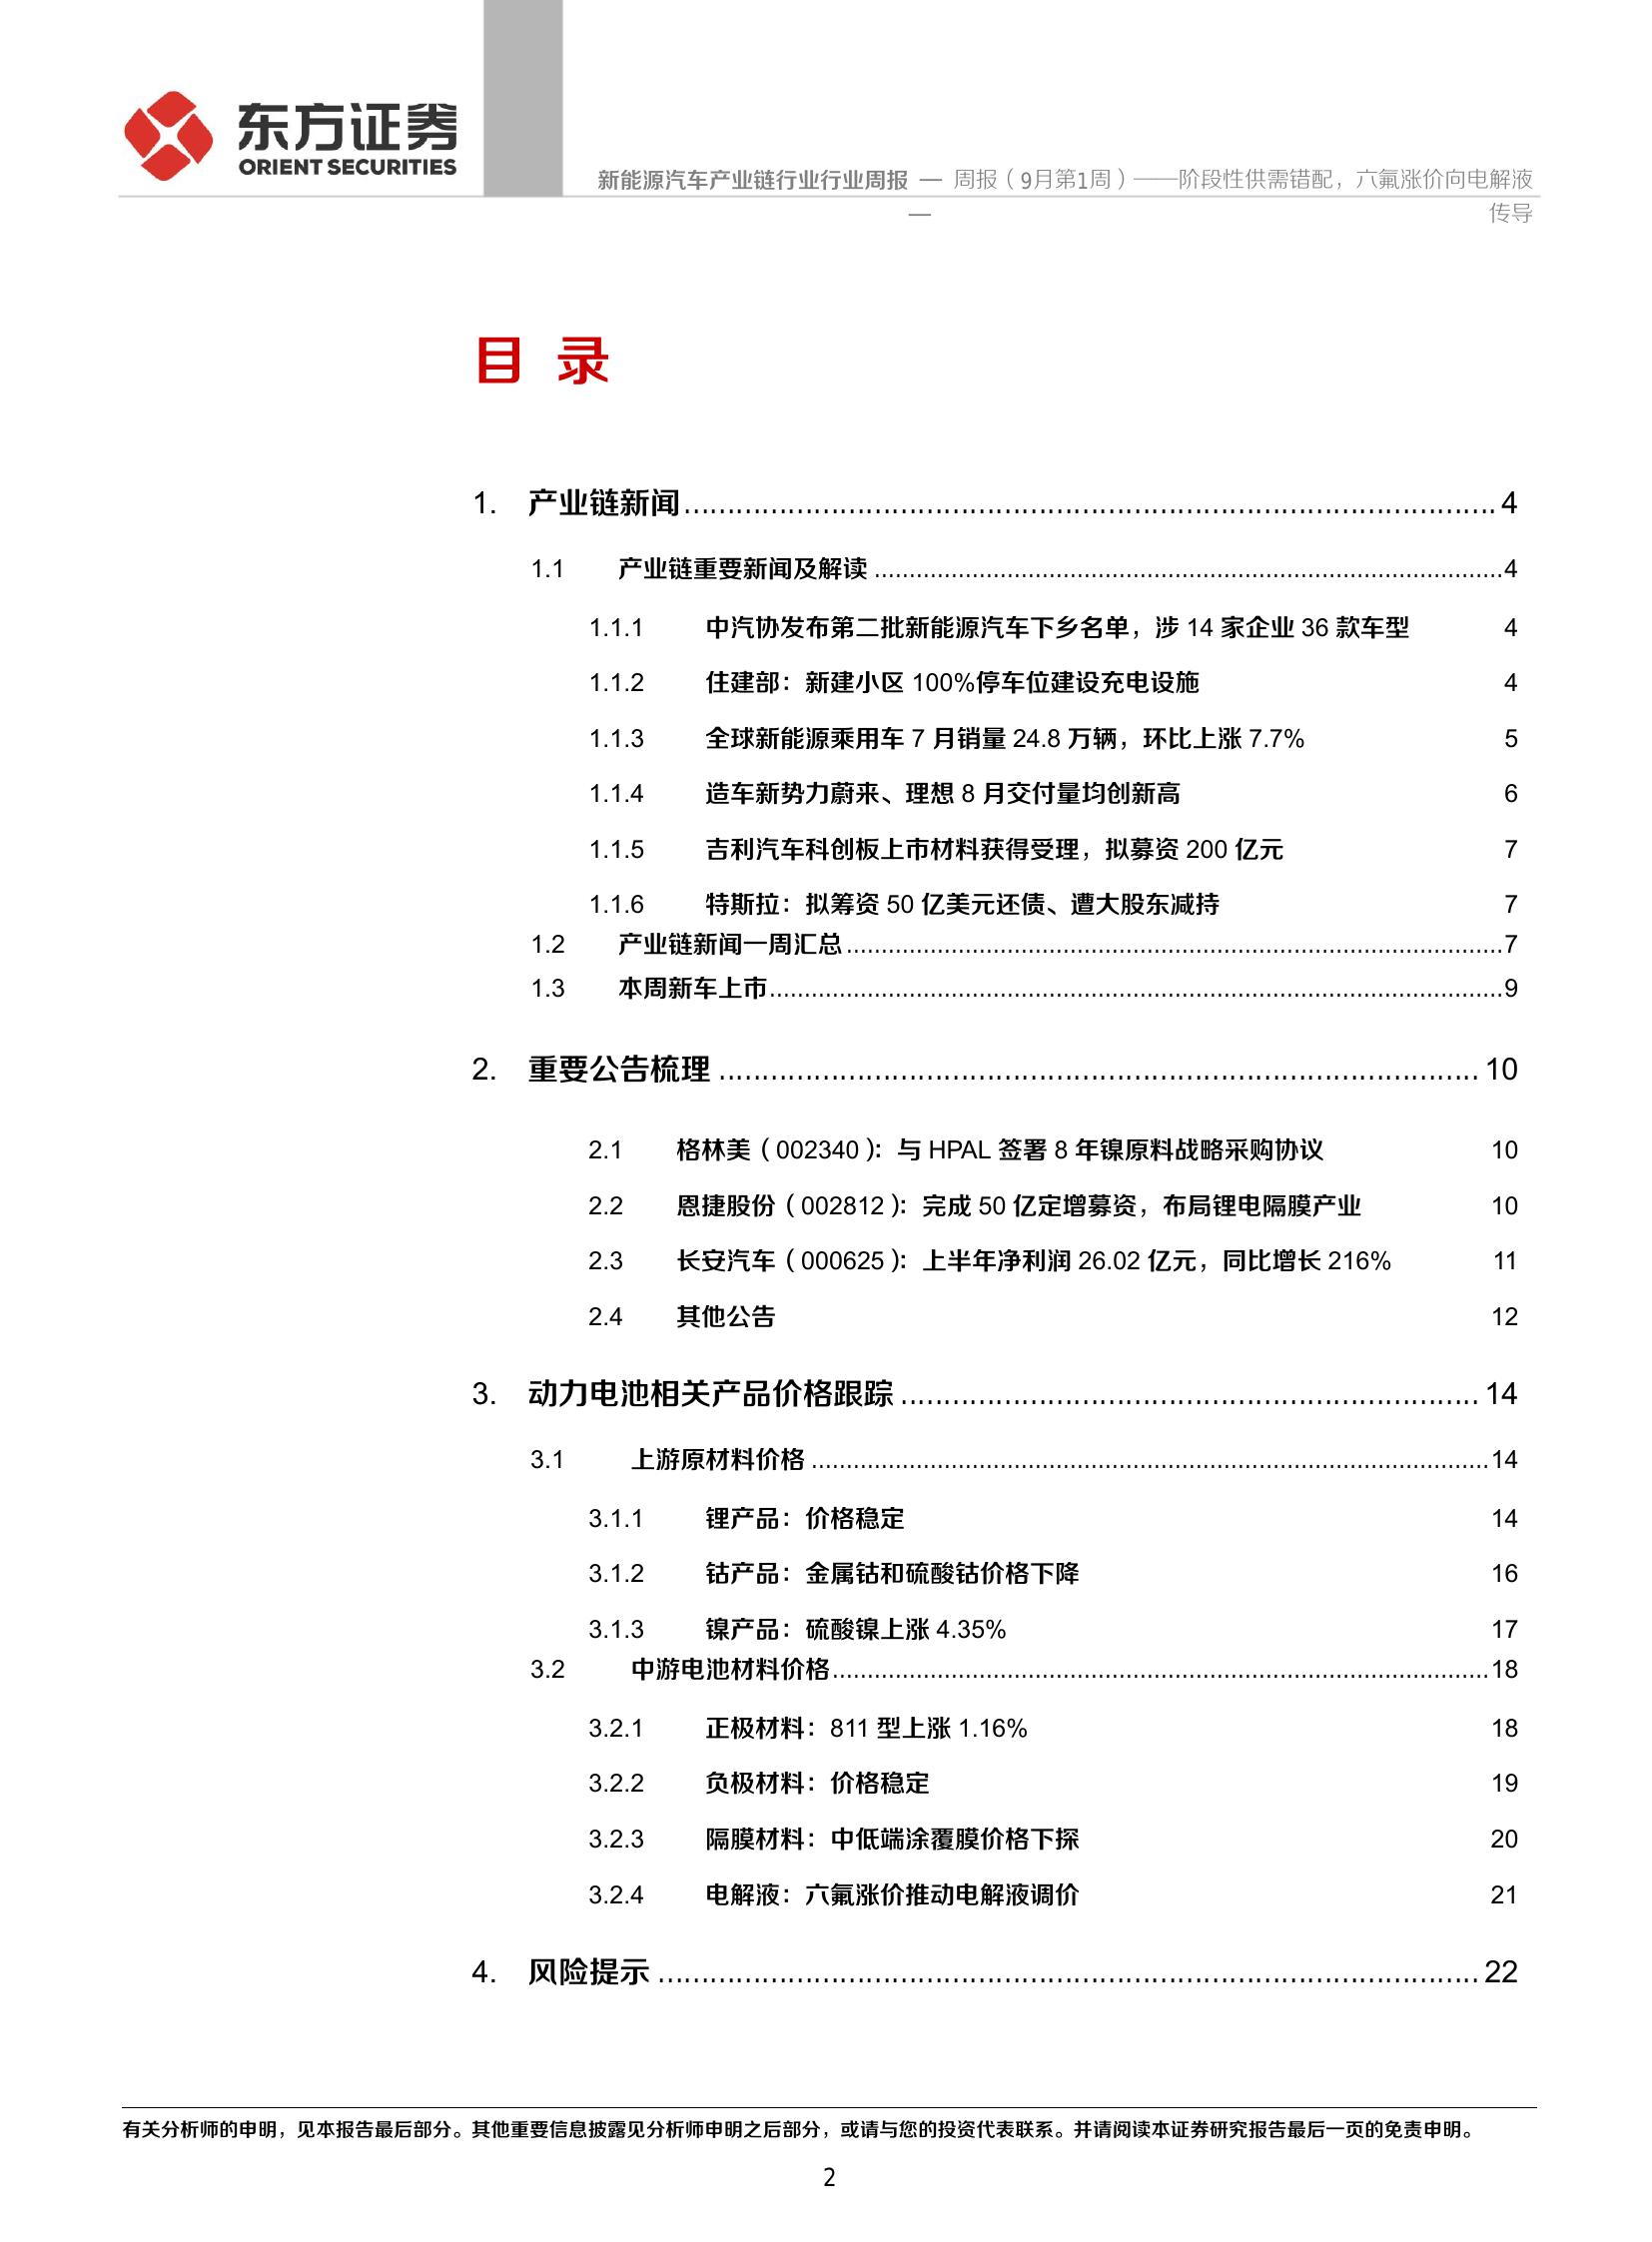 东方证券
ORIENT SECURITIES
新能源汽车产业链行业行业周报 — 周报（9月第1周）——阶段性供需错配，六氟涨价向电解液
— 传导
目 录
1. 产业链新闻 4
1.1 产业链重要新闻及解读 4
1.1.1 中汽协发布第二批新能源汽车下乡名单，涉 14 家企业 36 款车型 4
1.1.2 住建部：新建小区 100%停车位建设充电设施 4
1.1.3 全球新能源乘用车 7 月销量 24.8 万辆，环比上涨 7.7% 5
1.1.4 造车新势力蔚来、理想 8 月交付量均创新高 6
1.1.5 吉利汽车科创板上市材料获得受理，拟募资 200 亿元 7
1.1.6 特斯拉：拟筹资 50 亿美元还债、遭大股东减持 7
1.2 产业链新闻一周汇总 7
1.3 本周新车上市 9
2. 重要公告梳理 10
2.1 格林美（002340）：与 HPAL 签署 8 年镍原料战略采购协议 10
2.2 恩捷股份（002812）：完成 50 亿定增募资，布局锂电隔膜产业 10
2.3 长安汽车（000625）：上半年净利润 26.02 亿元，同比增长 216% 11
2.4 其他公告 12
3. 动力电池相关产品价格跟踪 14
3.1 上游原材料价格 14
3.1.1 锂产品：价格稳定 14
3.1.2 钴产品：金属钴和硫酸钴价格下降 16
3.1.3 镍产品：硫酸镍上涨 4.35% 17
3.2 中游电池材料价格 18
3.2.1 正极材料：811 型上涨 1.16% 18
3.2.2 负极材料：价格稳定 19
3.2.3 隔膜材料：中低端涂覆膜价格下探 20
3.2.4 电解液：六氟涨价推动电解液调价 21
4. 风险提示 22
有关分析师的申明，见本报告最后部分。其他重要信息披露见分析师申明之后部分，或请与您的投资代表联系。并请阅读本证券研究报告最后一页的免责申明。
2